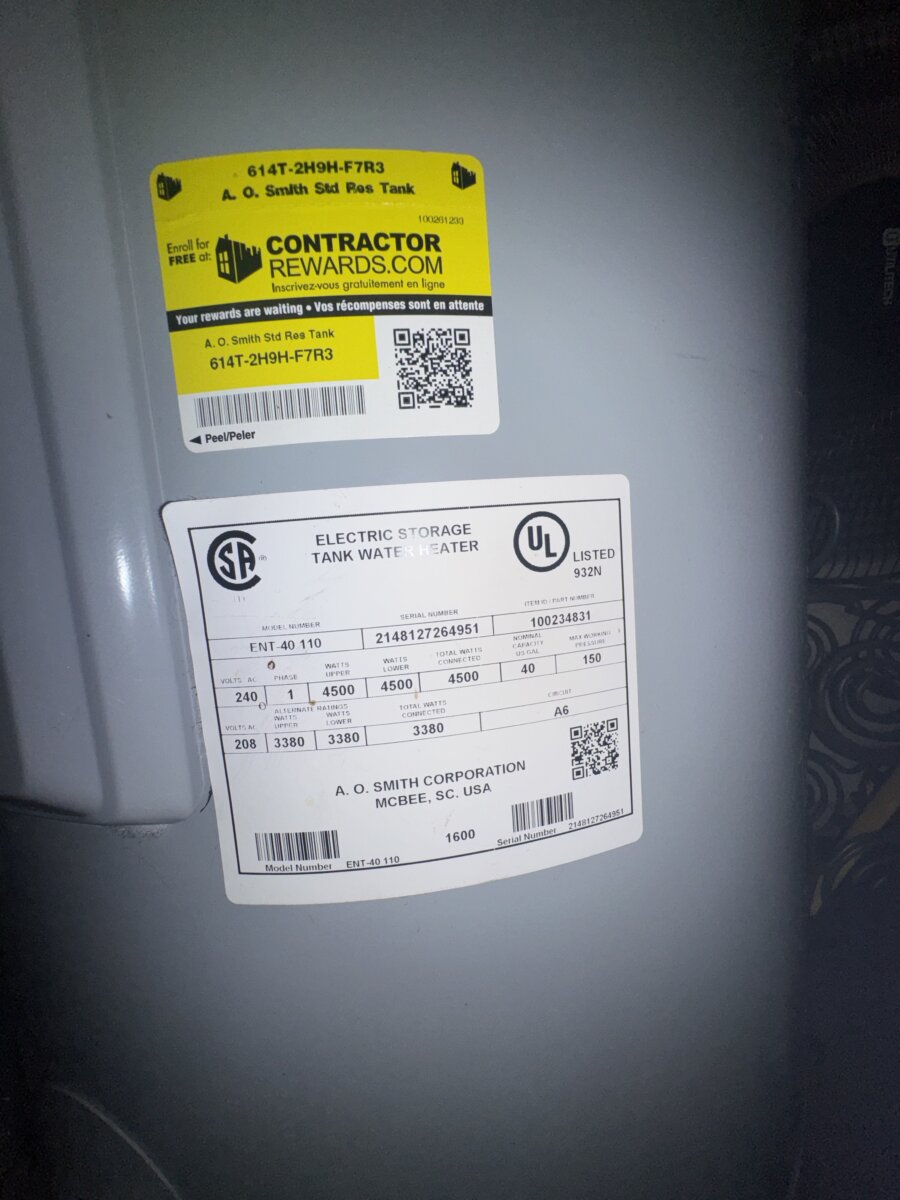 614T-2H9H-F7R3
A. O. Smith Std Res Tank
100261233
Enroll for
FREE at:
CONTRACTOR
REWARDS.COM
Inscrivez-vous gratuitement en ligne
Your rewards are waiting • Vos récompenses sont en attente
A. O. Smith Std Res Tank
614T-2H9H-F7R3
◄ Peel/Peler
SA
ELECTRIC STORAGE
TANK WATER HEATER
UL
LISTED
932N
MODEL NUMBER SERIAL NUMBER ITEM ID / PART NUMBER
ENT-40 110 2148127264951 100234831
VOLTS AC PHASE WATTS UPPER WATTS LOWER TOTAL WATTS CONNECTED NOMINAL CAPACITY US GAL MAX WORKING PRESSURE
240 1 4500 4500 4500 40 150
ALTERNATE RATINGS
VOLTS AC WATTS UPPER WATTS LOWER TOTAL WATTS CONNECTED CIRCUIT
208 3380 3380 3380 A6
A. O. SMITH CORPORATION
MCBEE, SC. USA
1600
Model Number ENT-40 110
Serial Number 2148127264951